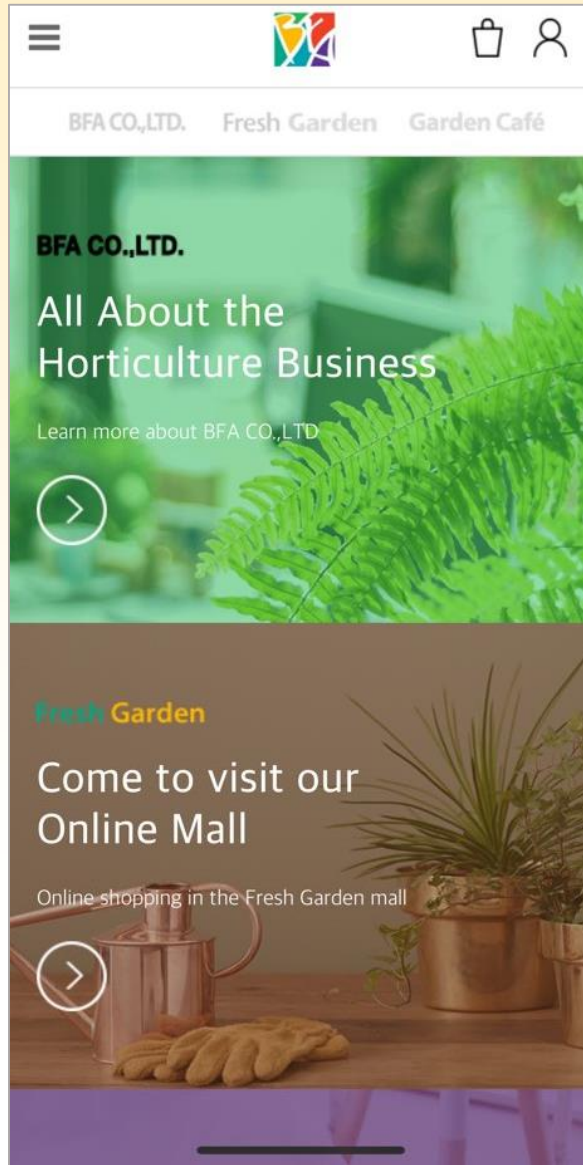 BFA CO.,LTD.
Fresh Garden
Garden Café
BFA CO.,LTD.
All About the
Horticulture Business
Learn more about BFA CO.,LTD
Fresh Garden
Come to visit our
Online Mall
Online shopping in the Fresh Garden mall